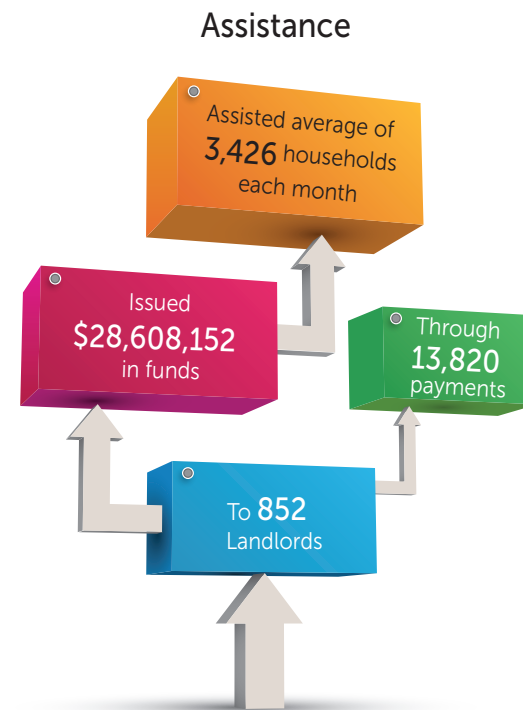 Assistance
Assisted average of
3,426 households
each month
Issued
$28,608,152
in funds
Through
13,820
payments
To 852
Landlords